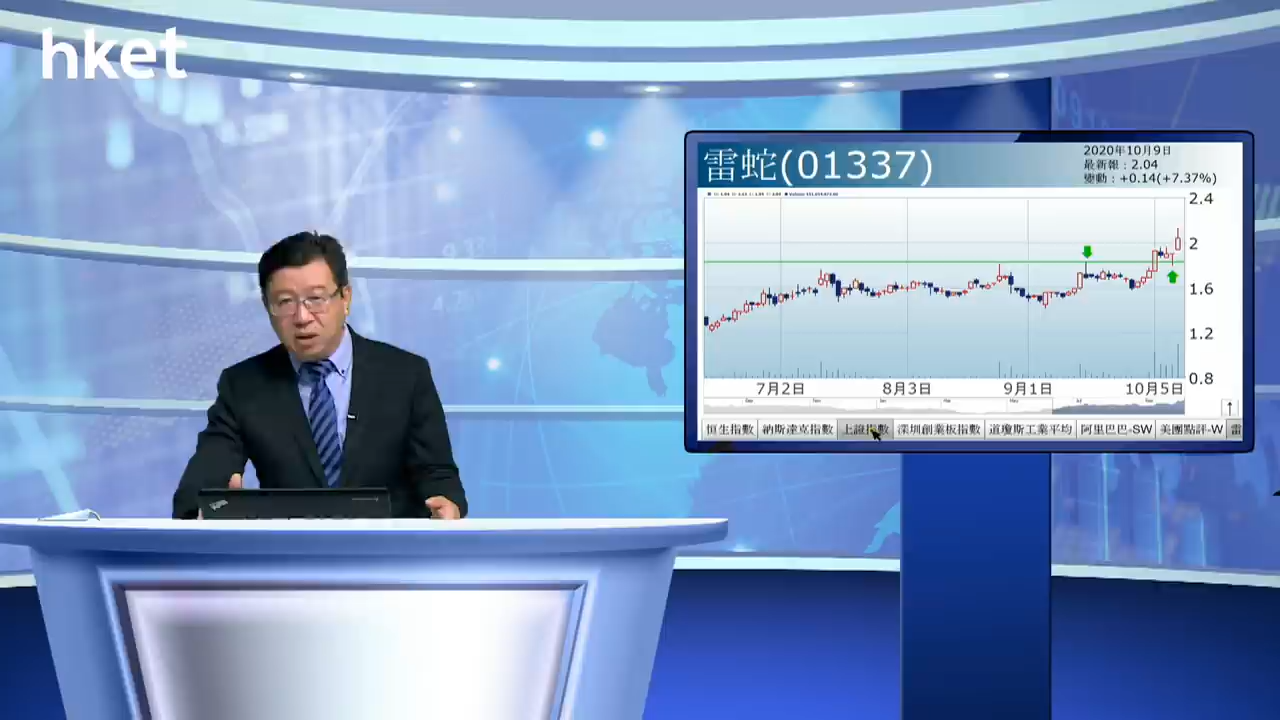 hket
雷蛇(01337)
2020年10月9日
最新報：2.04
變動：+0.14(+7.37%)
2.4
2
1.6
1.2
0.8
7月2日
8月3日
9月1日
10月5日
恒生指數
納斯達克指數
上證指數
深圳創業板指數
道瓊斯工業平均
阿里巴巴-SW
美團點評-W
雷